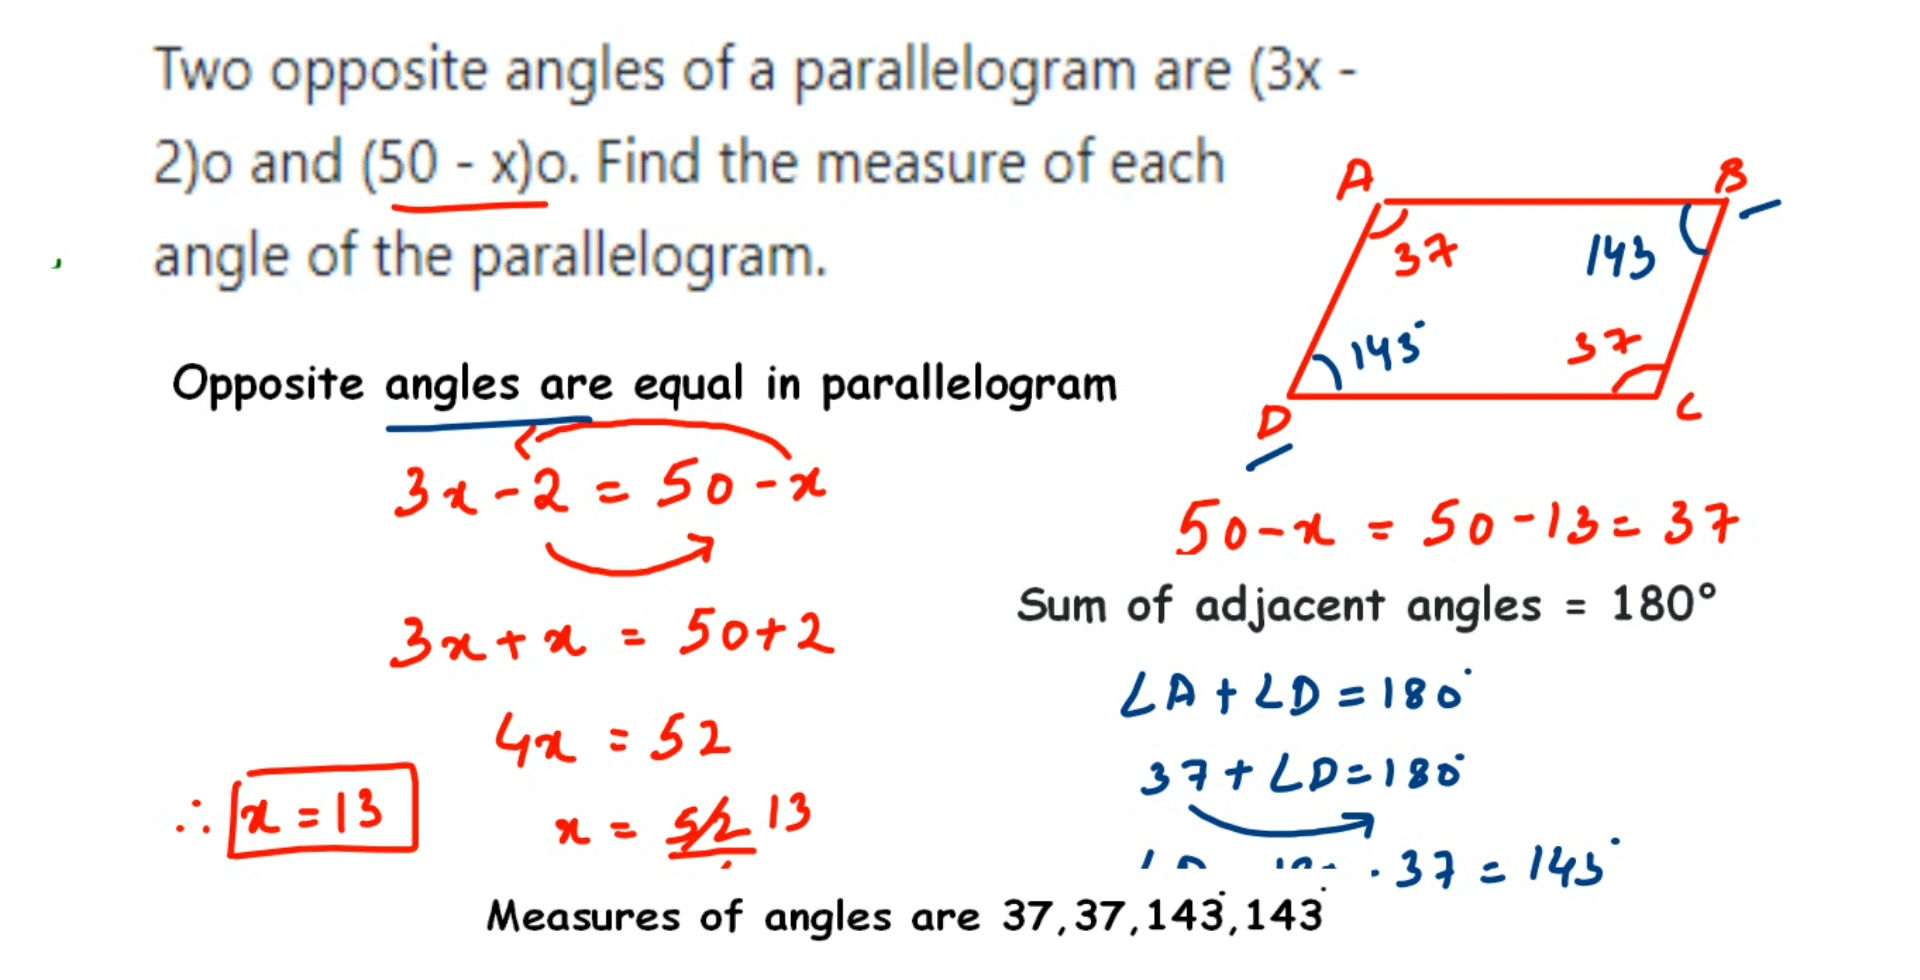 Two opposite angles of a parallelogram are (3x -
2)o and (50 - x)o. Find the measure of each
angle of the parallelogram.
A
B
37
143
143°
37
D
C
Opposite angles are equal in parallelogram
3x - 2 = 50 - x
3x + x = 50 + 2
4x = 52
x = 52 13
∴ x = 13
50 - x = 50 - 13 = 37
Sum of adjacent angles = 180°
∠A + ∠D = 180°
37 + ∠D = 180°
37 = 143°
Measures of angles are 37,37,143°,143°